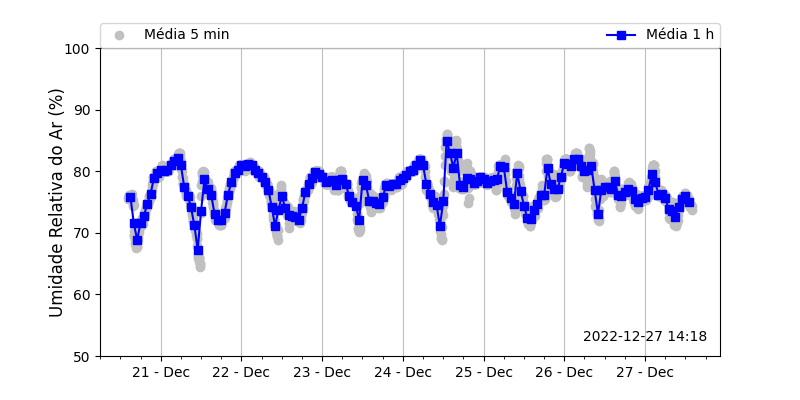 Média 5 min
Média 1 h
Umidade Relativa do Ar (%)
100
90
80
70
60
50
2022-12-27 14:18
21 - Dec
22 - Dec
23 - Dec
24 - Dec
25 - Dec
26 - Dec
27 - Dec